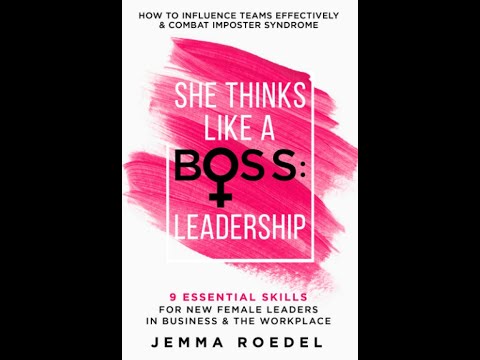 HOW TO INFLUENCE TEAMS EFFECTIVELY
& COMBAT IMPOSTER SYNDROME
SHE THINKS
LIKE A
BOSS:
LEADERSHIP
9 ESSENTIAL SKILLS
FOR NEW FEMALE LEADERS
IN BUSINESS & THE WORKPLACE
JEMMA ROEDEL